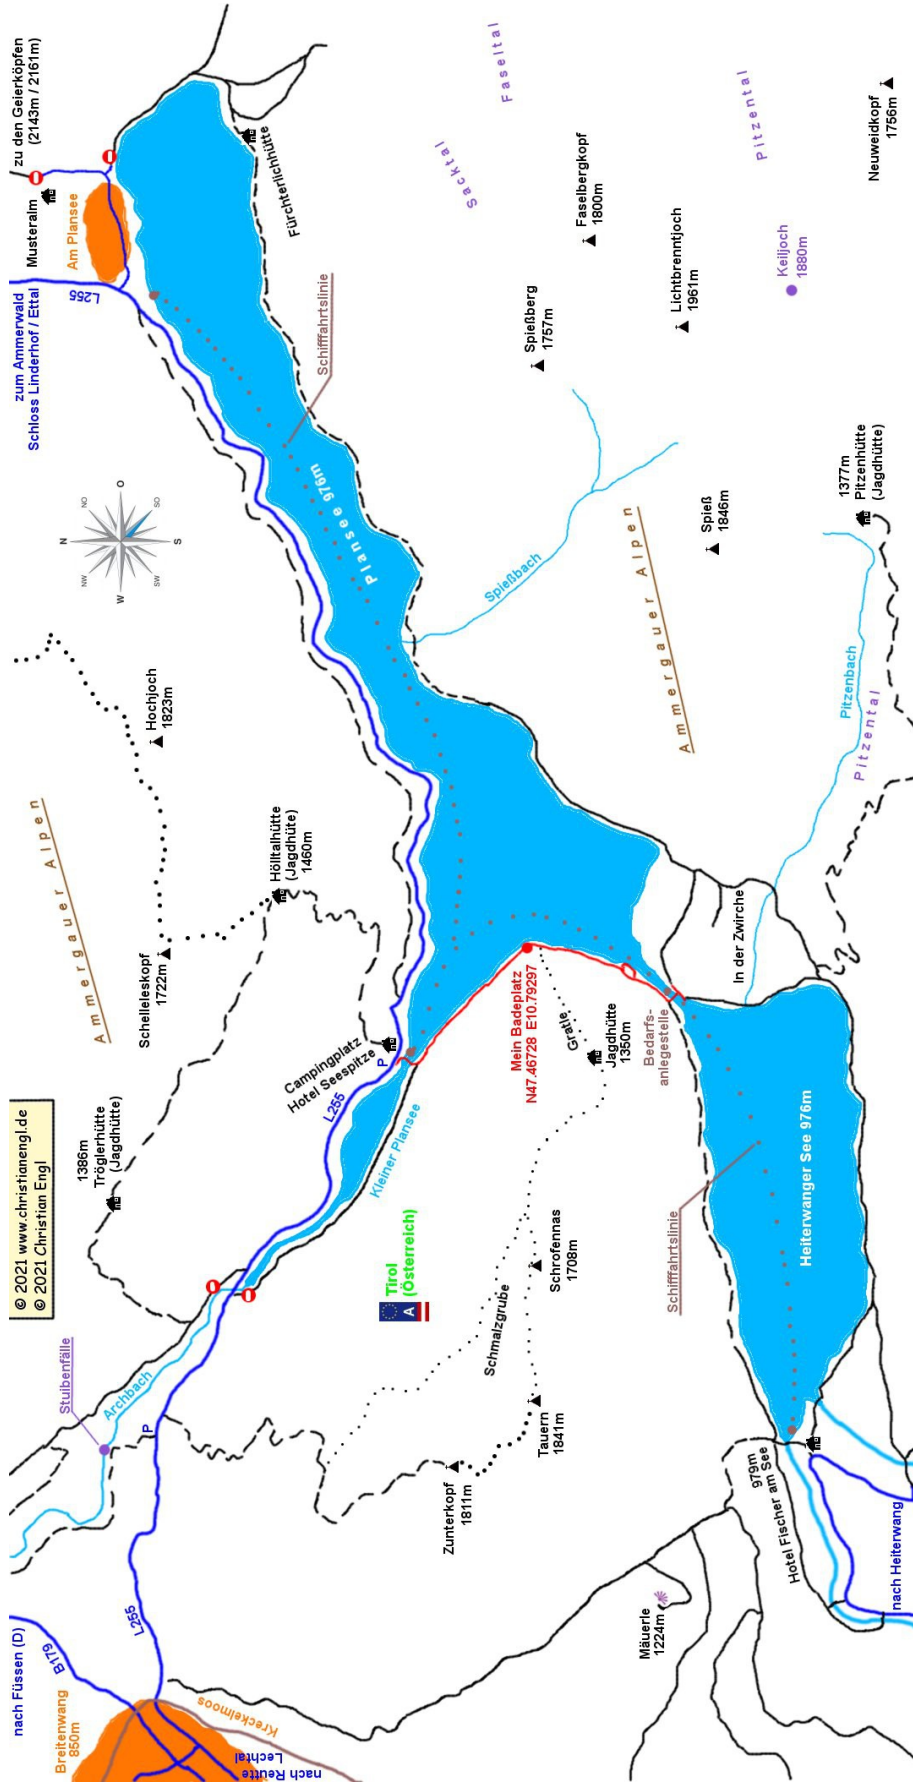 © 2021 www.christianengl.de
© 2021 Christian Engl
nach Füssen (D)
B179
Breitenwang
850m
L255
Kreckelmoos
nach Reutte
Lechtal
Stuibenfälle
Archbach
P
1386m
Tröglerhütte
(Jagdhütte)
Ammergauer Alpen
Schelleleskopf
1722m
Hochjoch
1823m
Hölltalhütte
(Jagdhüte)
1460m
N
NO
O
SO
S
SW
W
NW
zum Ammerwald
Schloss Linderhof / Ettal
L255
Musteralm
Am Plansee
zu den Geierköpfen
(2143m / 2161m)
Fürchterlichhütte
Schifffahrtslinie
Plansee 976m
Campingplatz
Hotel Seespitze
P
L255
Kleiner Plansee
Tirol
(Österreich)
A
Mein Badeplatz
N47.46728 E10.79297
Gratle
Jagdhütte
1350m
Bedarfs-
anlegestelle
Schmalzgrube
Schrofennas
1708m
Tauern
1841m
Zunterkopf
1811m
Mäuerle
1224m
979m
Hotel Fischer am See
nach Heiterwang
Schifffahrtslinie
Heiterwanger See 976m
In der Zwirche
Pitzenbach
Pitzental
1377m
Pitzenhütte
(Jagdhütte)
Ammergauer Alpen
Spießbach
Spieß
1846m
Spießberg
1757m
Lichtbrenntjoch
1961m
Faselbergkopf
1800m
Sacktal
Faseltal
Pitzental
Keiljoch
1880m
Neuweidkopf
1756m